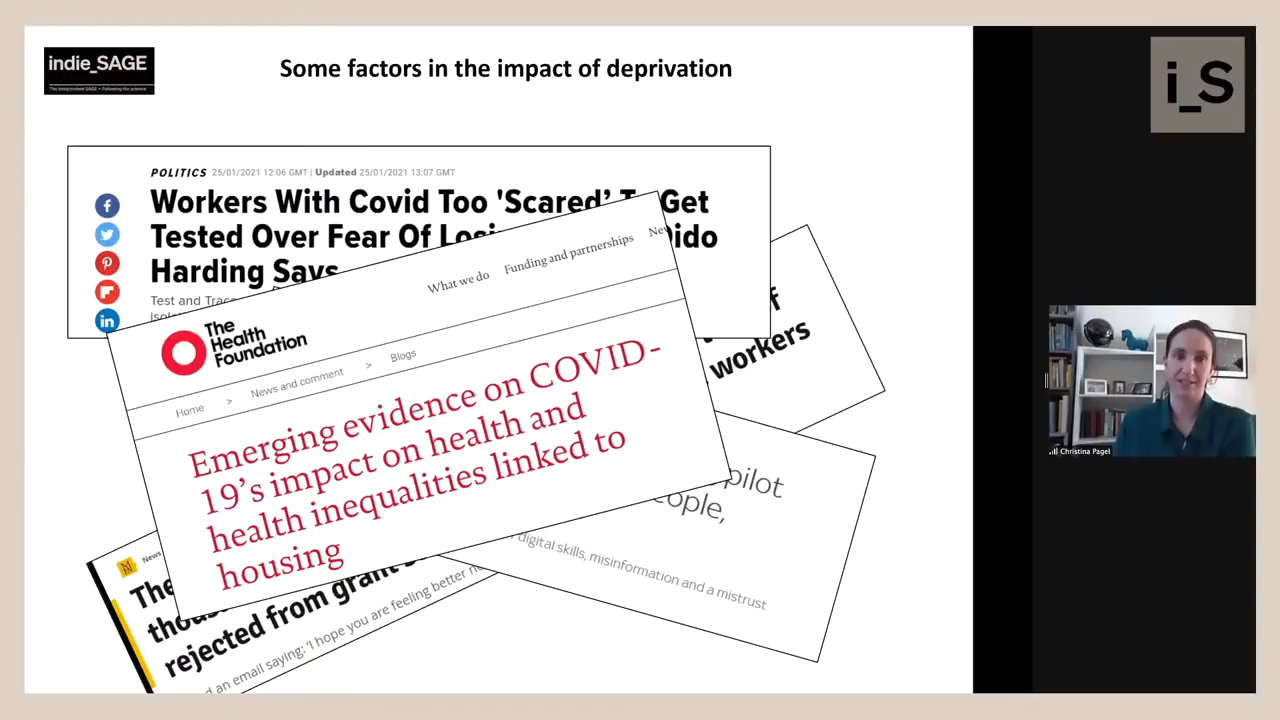 indie_SAGE
The Independent SAGE • Following the science
Some factors in the impact of deprivation
i_S
POLITICS 25/01/2021 12:06 GMT | Updated 25/01/2021 13:07 GMT
Workers With Covid Too 'Scared' To Get
Tested Over Fear Of Dido
Harding Says
Test and Trace
What we do Funding and partnerships
The
Health
Foundation
Home > News and comment > Blogs
Emerging evidence on COVID-
19's impact on health and
health inequalities linked to
housing
workers
pilot
digital skills, misinformation and a mistrust
News
The
rejected from grant
an email saying: 'I hope you are feeling better
Christina Pagel